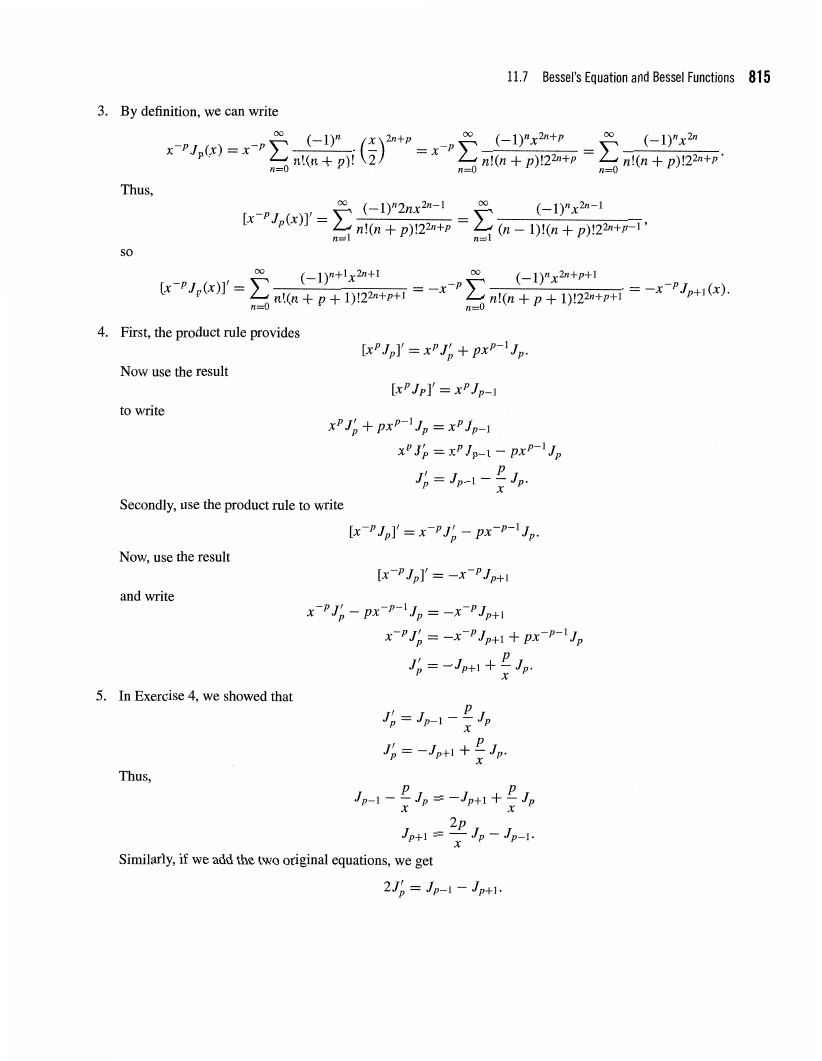 11.7 Bessel's Equation and Bessel Functions 815
3. By definition, we can write
$x^{-p}J_p(x) = x^{-p}\sum_{n=0}^{\infty} \frac{(-1)^n}{n!(n+p)!} \cdot \left(\frac{x}{2}\right)^{2n+p} = x^{-p}\sum_{n=0}^{\infty} \frac{(-1)^n x^{2n+p}}{n!(n+p)!2^{2n+p}} = \sum_{n=0}^{\infty} \frac{(-1)^n x^{2n}}{n!(n+p)!2^{2n+p}}.$
Thus,
$[x^{-p}J_p(x)]' = \sum_{n=1}^{\infty} \frac{(-1)^n 2nx^{2n-1}}{n!(n+p)!2^{2n+p}} = \sum_{n=1}^{\infty} \frac{(-1)^n x^{2n-1}}{(n-1)!(n+p)!2^{2n+p-1}},$
so
$[x^{-p}J_p(x)]' = \sum_{n=0}^{\infty} \frac{(-1)^{n+1} x^{2n+1}}{n!(n+p+1)!2^{2n+p+1}} = -x^{-p}\sum_{n=0}^{\infty} \frac{(-1)^n x^{2n+p+1}}{n!(n+p+1)!2^{2n+p+1}} = -x^{-p}J_{p+1}(x).$
4. First, the product rule provides
$[x^p J_p]' = x^p J_p' + px^{p-1} J_p.$
Now use the result
$[x^p J_P]' = x^p J_{p-1}$
to write
$x^p J_p' + px^{p-1} J_p = x^p J_{p-1}$
$x^p J_p' = x^p J_{p-1} - px^{p-1} J_p$
$J_p' = J_{p-1} - \frac{p}{x} J_p.$
Secondly, use the product rule to write
$[x^{-p} J_p]' = x^{-p} J_p' - px^{-p-1} J_p.$
Now, use the result
$[x^{-p} J_p]' = -x^{-p} J_{p+1}$
and write
$x^{-p} J_p' - px^{-p-1} J_p = -x^{-p} J_{p+1}$
$x^{-p} J_p' = -x^{-p} J_{p+1} + px^{-p-1} J_p$
$J_p' = -J_{p+1} + \frac{p}{x} J_p.$
5. In Exercise 4, we showed that
$J_p' = J_{p-1} - \frac{p}{x} J_p$
$J_p' = -J_{p+1} + \frac{p}{x} J_p.$
Thus,
$J_{p-1} - \frac{p}{x} J_p = -J_{p+1} + \frac{p}{x} J_p$
$J_{p+1} = \frac{2p}{x} J_p - J_{p-1}.$
Similarly, if we add the two original equations, we get
$2J_p' = J_{p-1} - J_{p+1}.$